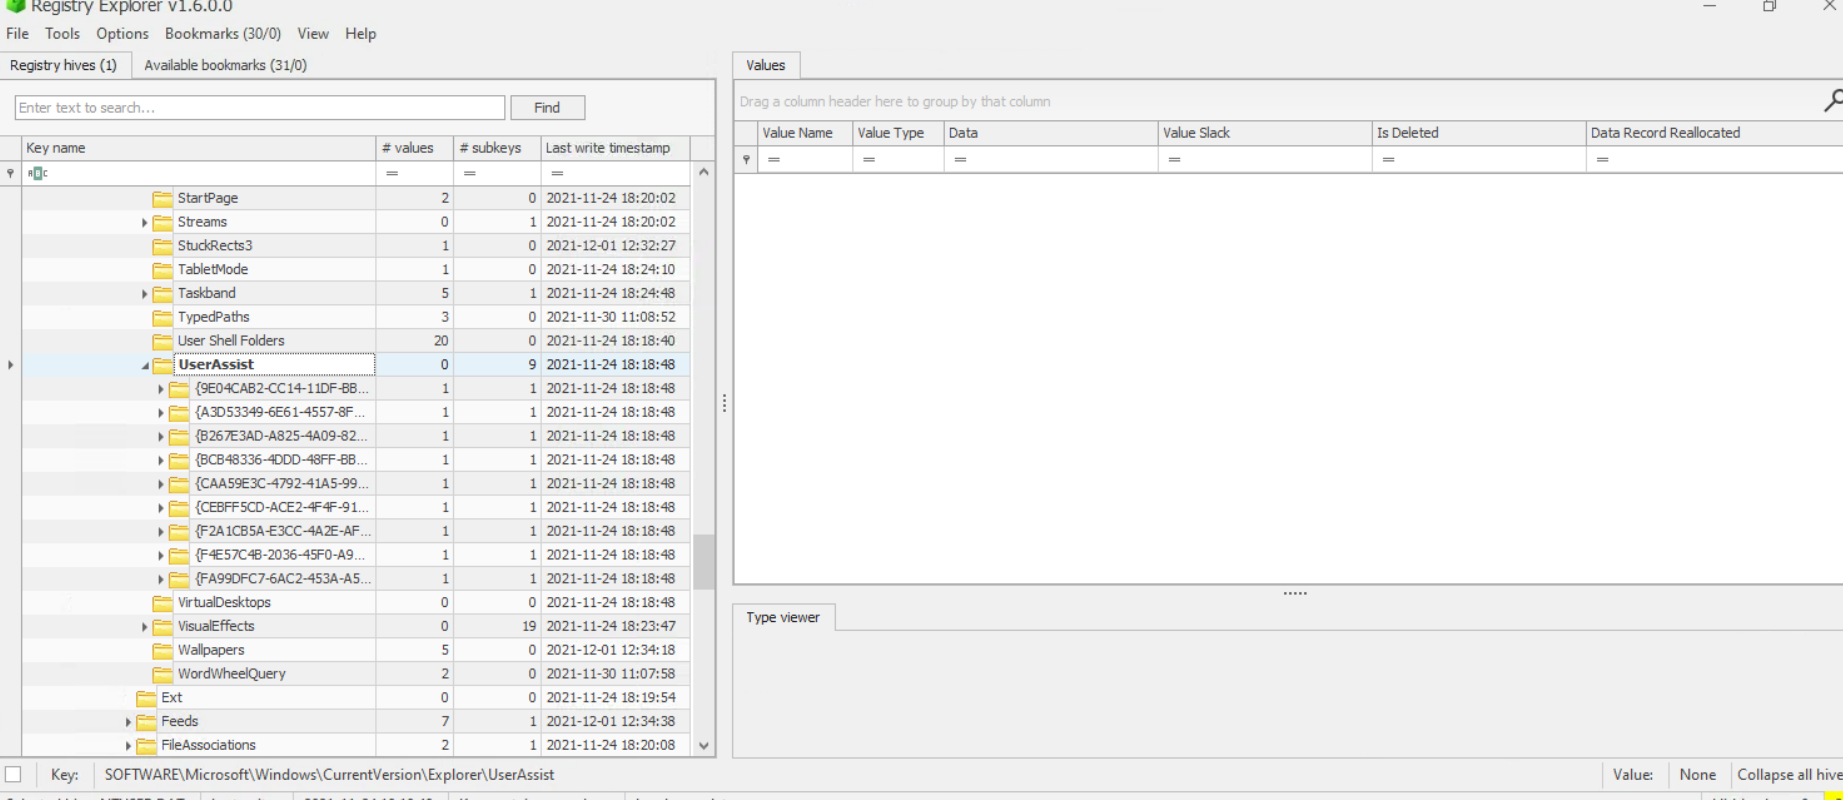 Registry Explorer v1.6.0.0
File Tools Options Bookmarks (30/0) View Help
Registry hives (1) Available bookmarks (31/0)
Enter text to search... Find
Key name # values # subkeys Last write timestamp
=  =  =
StartPage 2 0 2021-11-24 18:20:02
Streams 0 1 2021-11-24 18:20:02
StuckRects3 1 0 2021-12-01 12:32:27
TabletMode 1 0 2021-11-24 18:24:10
Taskband 5 1 2021-11-24 18:24:48
TypedPaths 3 0 2021-11-30 11:08:52
User Shell Folders 20 0 2021-11-24 18:18:40
UserAssist 0 9 2021-11-24 18:18:48
{9E04CAB2-CC14-11DF-BB... 1 1 2021-11-24 18:18:48
{A3D53349-6E61-4557-8F... 1 1 2021-11-24 18:18:48
{B267E3AD-A825-4A09-82... 1 1 2021-11-24 18:18:48
{BCB48336-4DDD-48FF-BB... 1 1 2021-11-24 18:18:48
{CAA59E3C-4792-41A5-99... 1 1 2021-11-24 18:18:48
{CEBFF5CD-ACE2-4F4F-91... 1 1 2021-11-24 18:18:48
{F2A1CB5A-E3CC-4A2E-AF... 1 1 2021-11-24 18:18:48
{F4E57C4B-2036-45F0-A9... 1 1 2021-11-24 18:18:48
{FA99DFC7-6AC2-453A-A5... 1 1 2021-11-24 18:18:48
VirtualDesktops 0 0 2021-11-24 18:18:48
VisualEffects 0 19 2021-11-24 18:23:47
Wallpapers 5 0 2021-12-01 12:34:18
WordWheelQuery 2 0 2021-11-30 11:07:58
Ext 0 0 2021-11-24 18:19:54
Feeds 7 1 2021-12-01 12:34:38
FileAssociations 2 1 2021-11-24 18:20:08
Values
Drag a column header here to group by that column
Value Name Value Type Data Value Slack Is Deleted Data Record Reallocated
= = = = = =
Type viewer
Key: SOFTWARE\Microsoft\Windows\CurrentVersion\Explorer\UserAssist
Value: None Collapse all hive